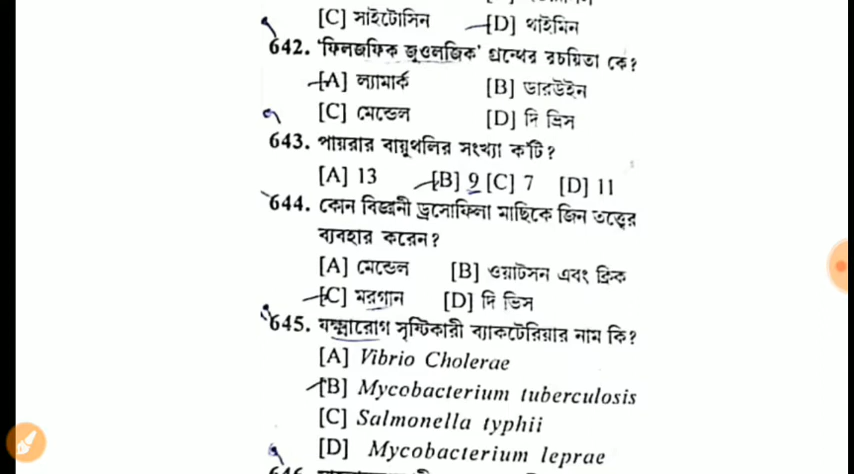 [C] সাইটোসিন [D] থাইমিন
642. 'ফিলজফিক জুওলজিক' গ্রন্থের রচয়িতা কে?
[A] ল্যামার্ক [B] ডারউইন
[C] মেন্ডেল [D] দি ভ্রিস
643. পায়রার বায়ুথলির সংখ্যা ক'টি?
[A] 13 [B] 9 [C] 7 [D] 11
644. কোন বিজ্ঞনী ড্রসোফিলা মাছিকে জিন তত্ত্বের
ব্যবহার করেন?
[A] মেন্ডেল [B] ওয়াটসন এবং ক্রিক
[C] মরগান [D] দি ভিস
645. যক্ষ্মারোগ সৃষ্টিকারী ব্যাকটেরিয়ার নাম কি?
[A] Vibrio Cholerae
[B] Mycobacterium tuberculosis
[C] Salmonella typhii
[D] Mycobacterium leprae